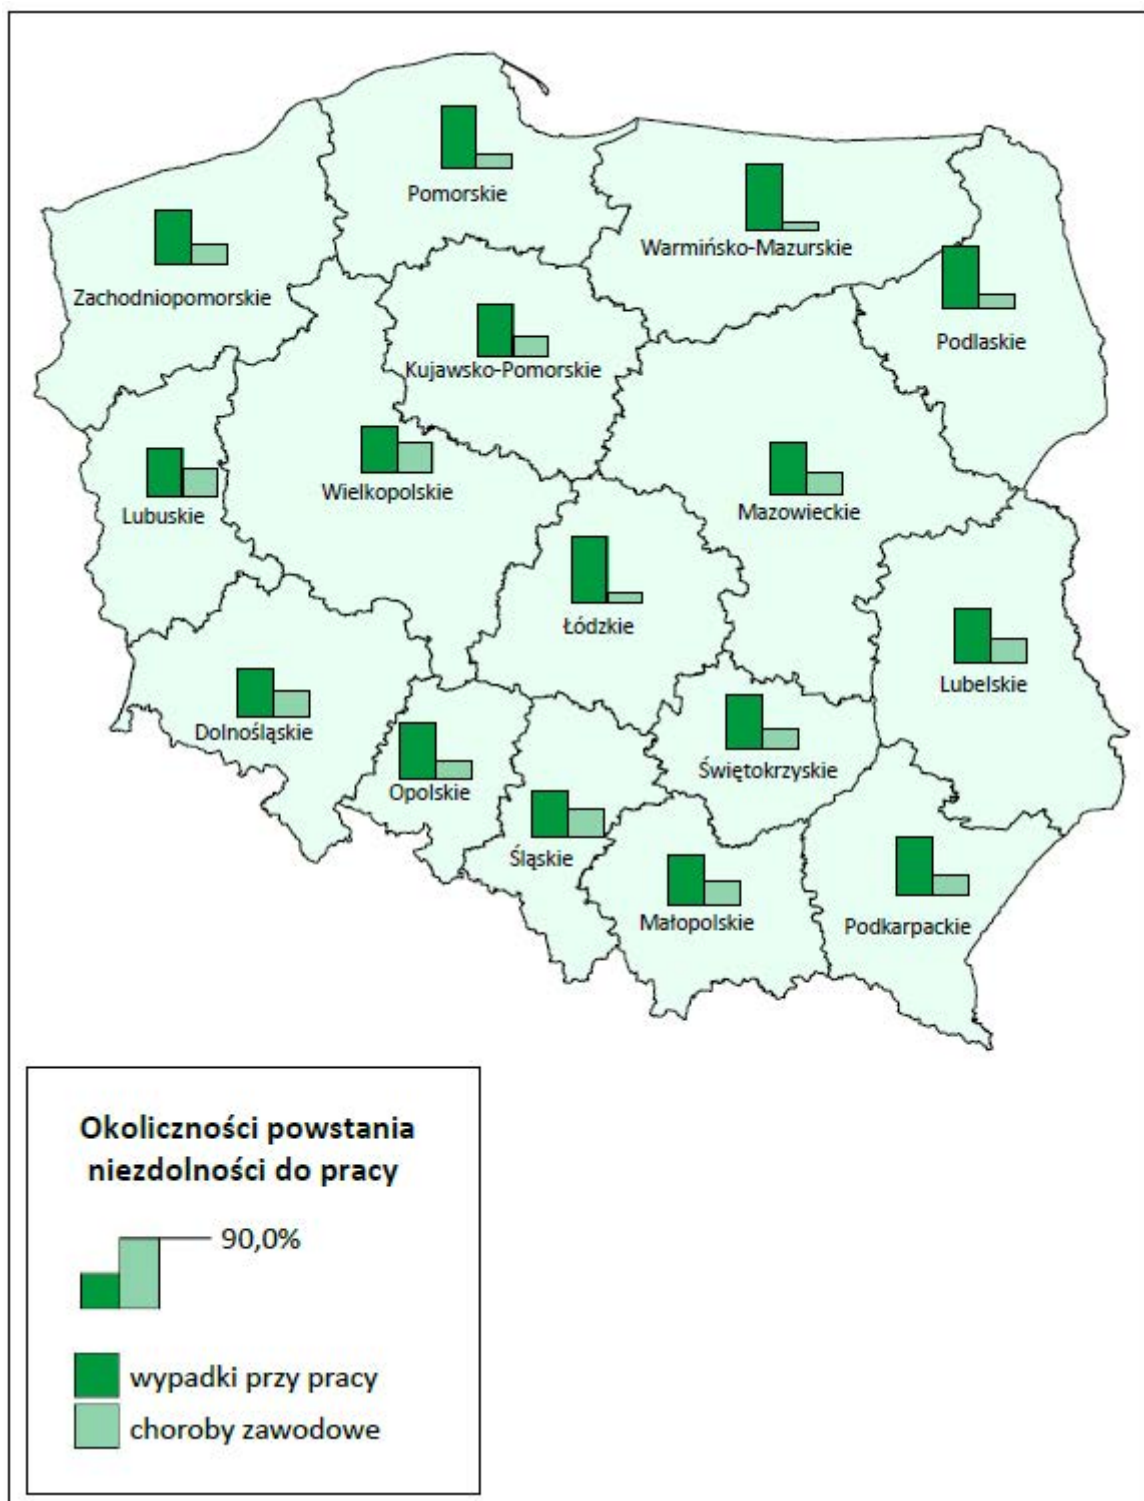 Pomorskie
Warmińsko-Mazurskie
Zachodniopomorskie
Podlaskie
Kujawsko-Pomorskie
Wielkopolskie
Mazowieckie
Lubuskie
Łódzkie
Lubelskie
Dolnośląskie
Świętokrzyskie
Opolskie
Śląskie
Małopolskie
Podkarpackie
Okoliczności powstania
niezdolności do pracy
90,0%
wypadki przy pracy
choroby zawodowe